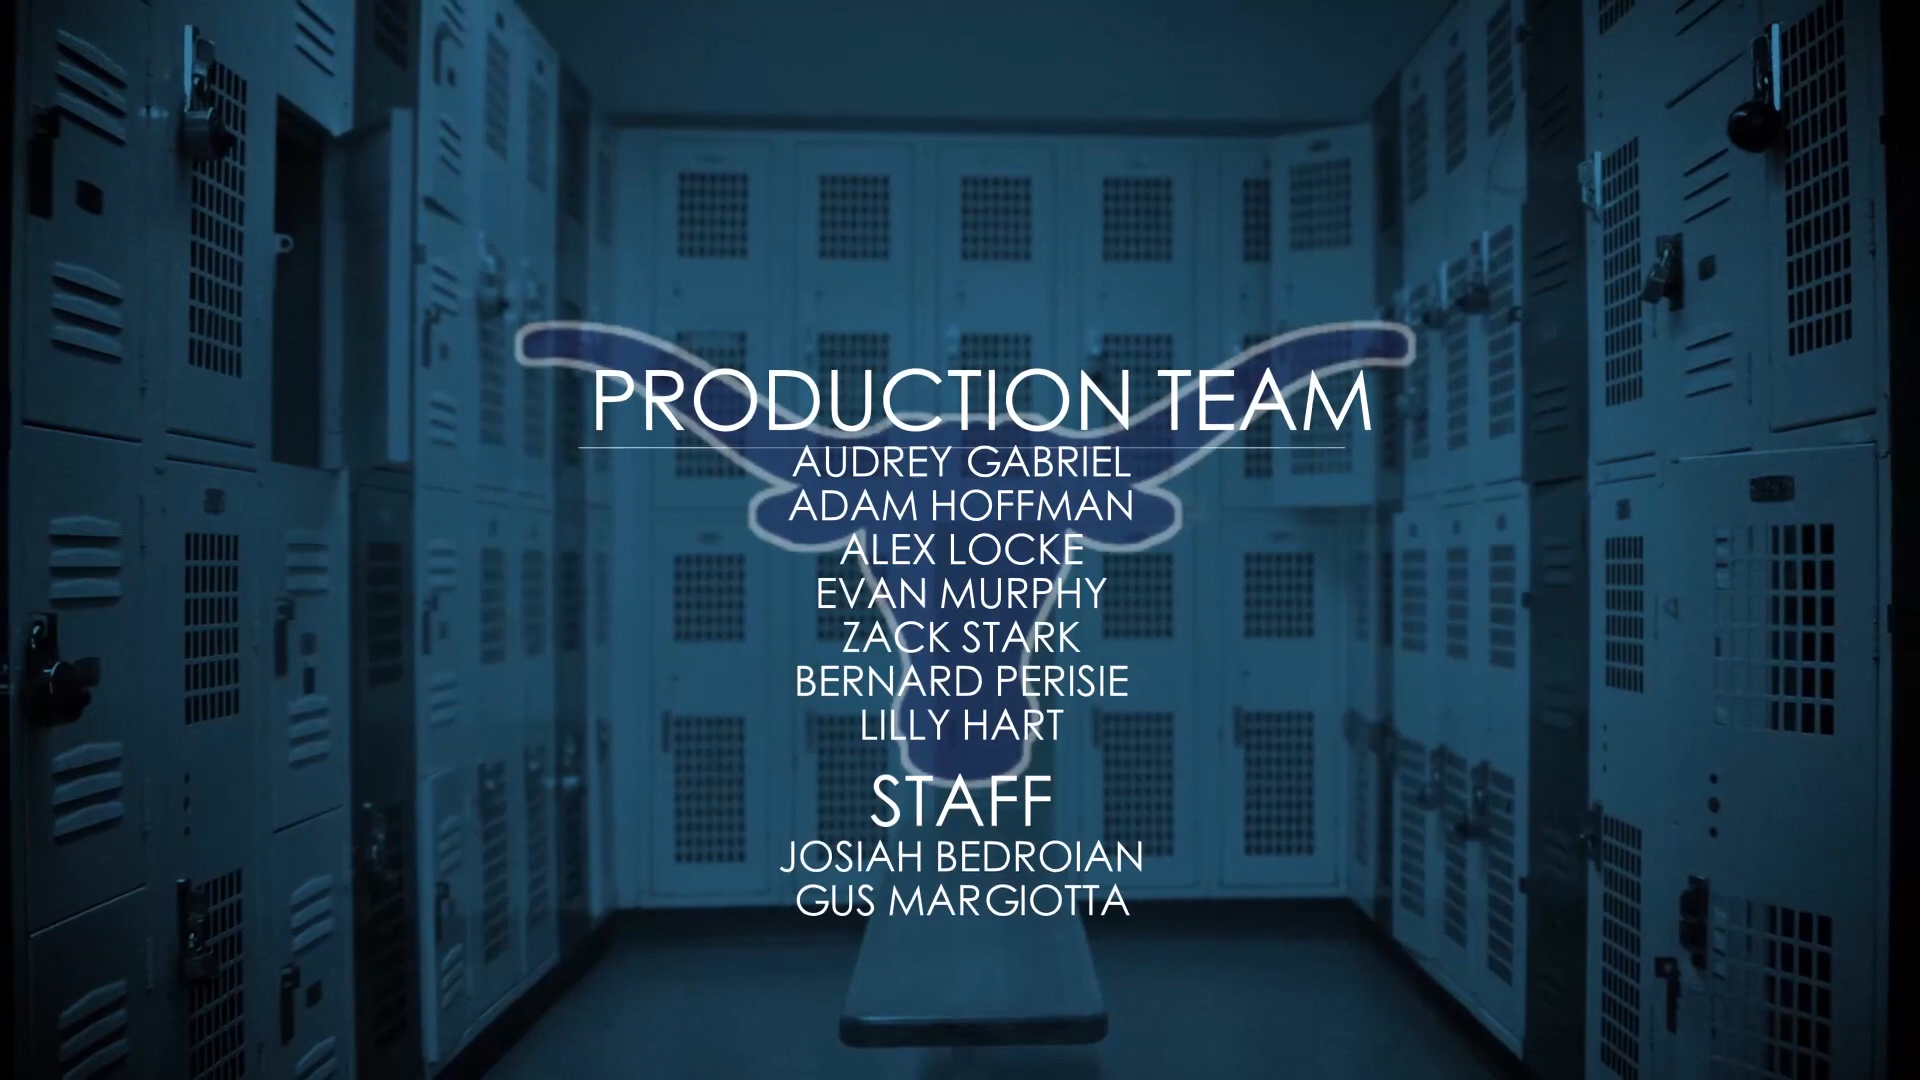 PRODUCTION TEAM
AUDREY GABRIEL
ADAM HOFFMAN
ALEX LOCKE
EVAN MURPHY
ZACK STARK
BERNARD PERISIE
LILLY HART
STAFF
JOSIAH BEDROIAN
GUS MARGIOTTA